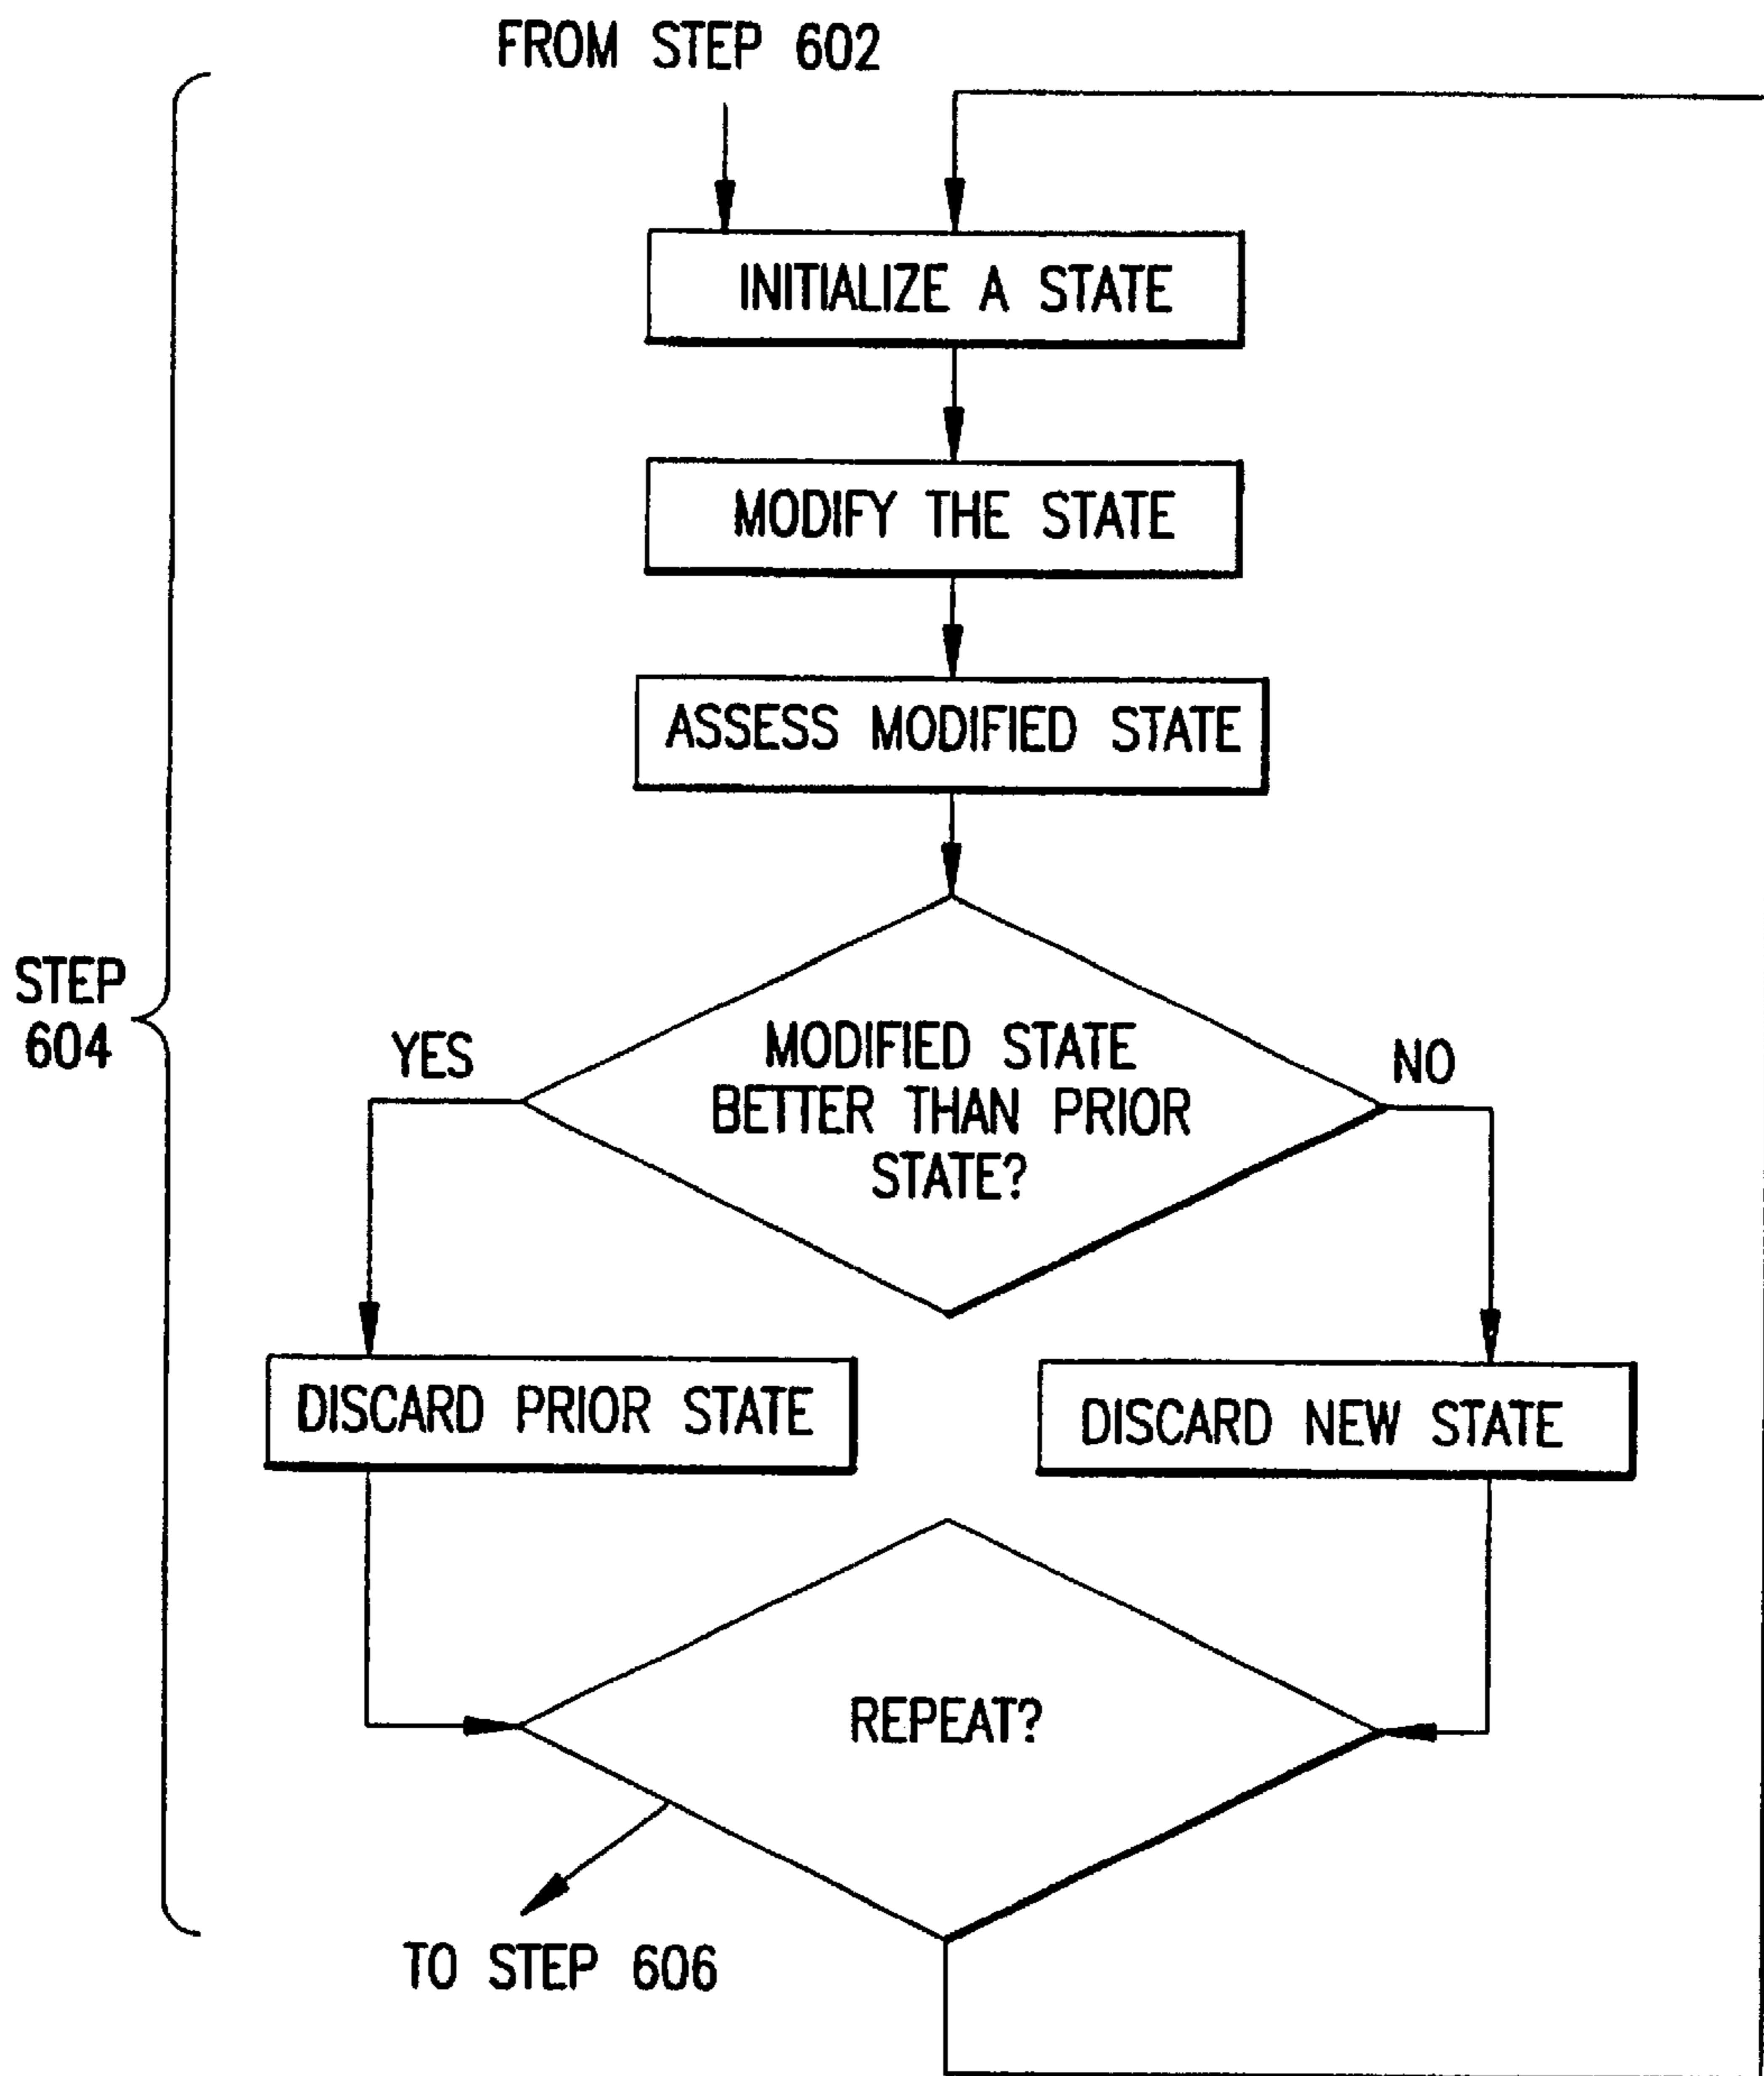 FROM STEP 602
INITIALIZE A STATE
MODIFY THE STATE
ASSESS MODIFIED STATE
STEP
604
YES
MODIFIED STATE
BETTER THAN PRIOR
STATE?
NO
DISCARD PRIOR STATE
DISCARD NEW STATE
REPEAT?
TO STEP 606